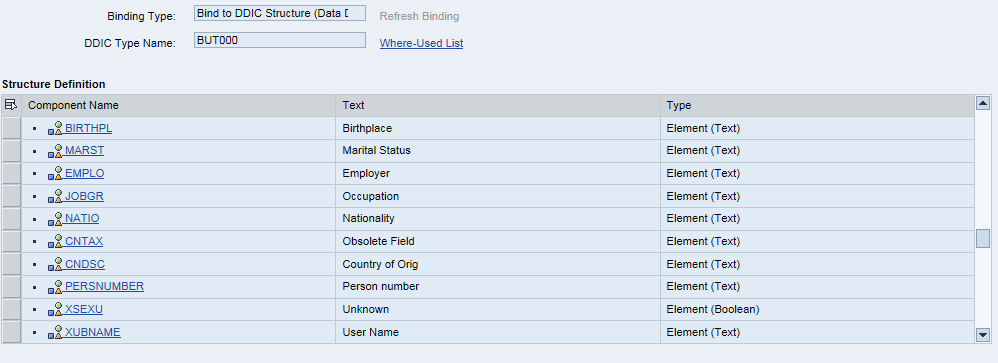 Binding Type: Bind to DDIC Structure (Data D Refresh Binding
DDIC Type Name: BUT000 Where-Used List
Structure Definition
Component Name Text Type
BIRTHPL Birthplace Element (Text)
MARST Marital Status Element (Text)
EMPLO Employer Element (Text)
JOBGR Occupation Element (Text)
NATIO Nationality Element (Text)
CNTAX Obsolete Field Element (Text)
CNDSC Country of Orig Element (Text)
PERSNUMBER Person number Element (Text)
XSEXU Unknown Element (Boolean)
XUBNAME User Name Element (Text)